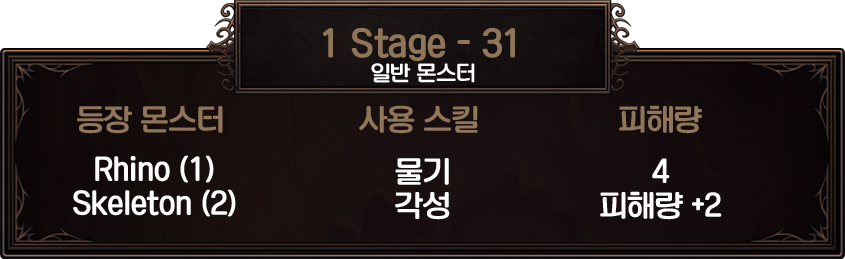 1 Stage - 31
일반 몬스터
등장 몬스터 사용 스킬 피해량
Rhino (1) 물기 4
Skeleton (2) 각성 피해량 +2